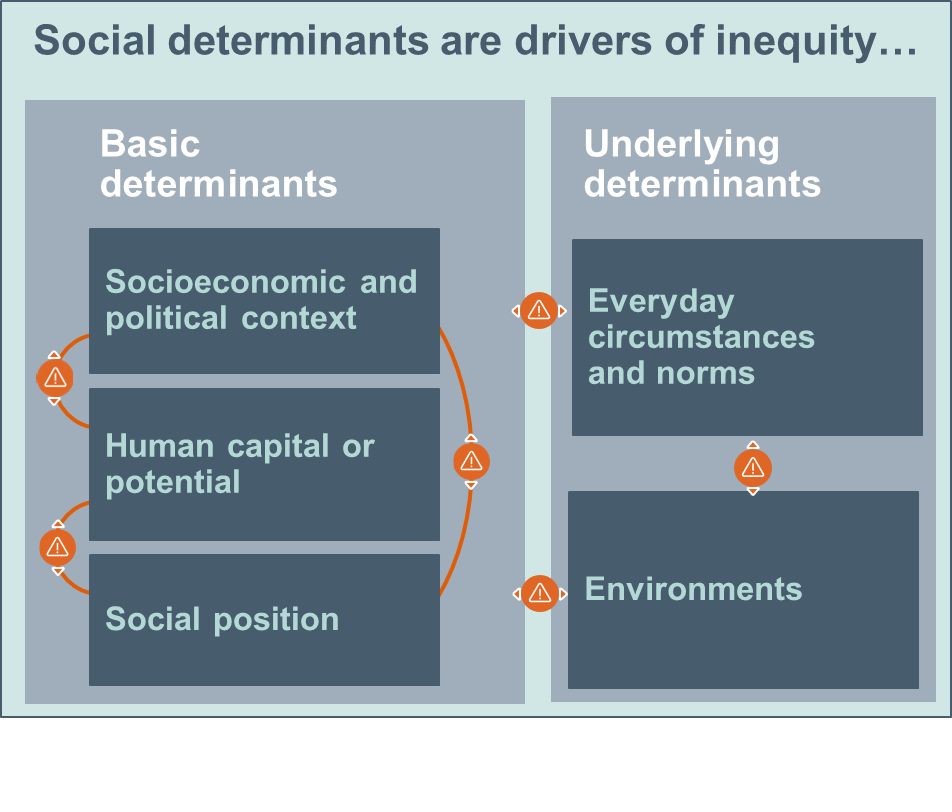 Social determinants are drivers of inequity…
Basic
determinants
Socioeconomic and
political context
Human capital or
potential
Social position
Underlying
determinants
Everyday
circumstances
and norms
Environments